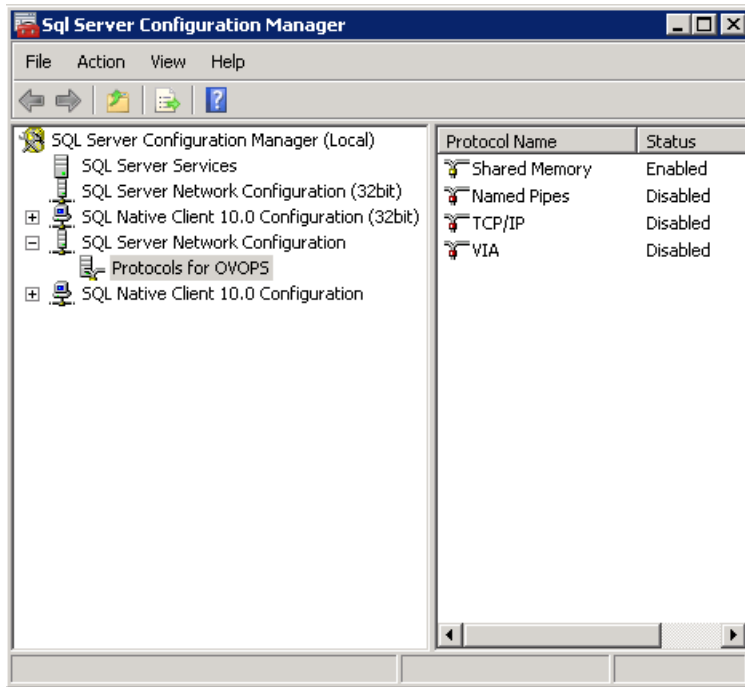 Sql Server Configuration Manager
File Action View Help
SQL Server Configuration Manager (Local)
SQL Server Services
SQL Server Network Configuration (32bit)
SQL Native Client 10.0 Configuration (32bit)
SQL Server Network Configuration
Protocols for OVOPS
SQL Native Client 10.0 Configuration
Protocol Name Status
Shared Memory Enabled
Named Pipes Disabled
TCP/IP Disabled
VIA Disabled